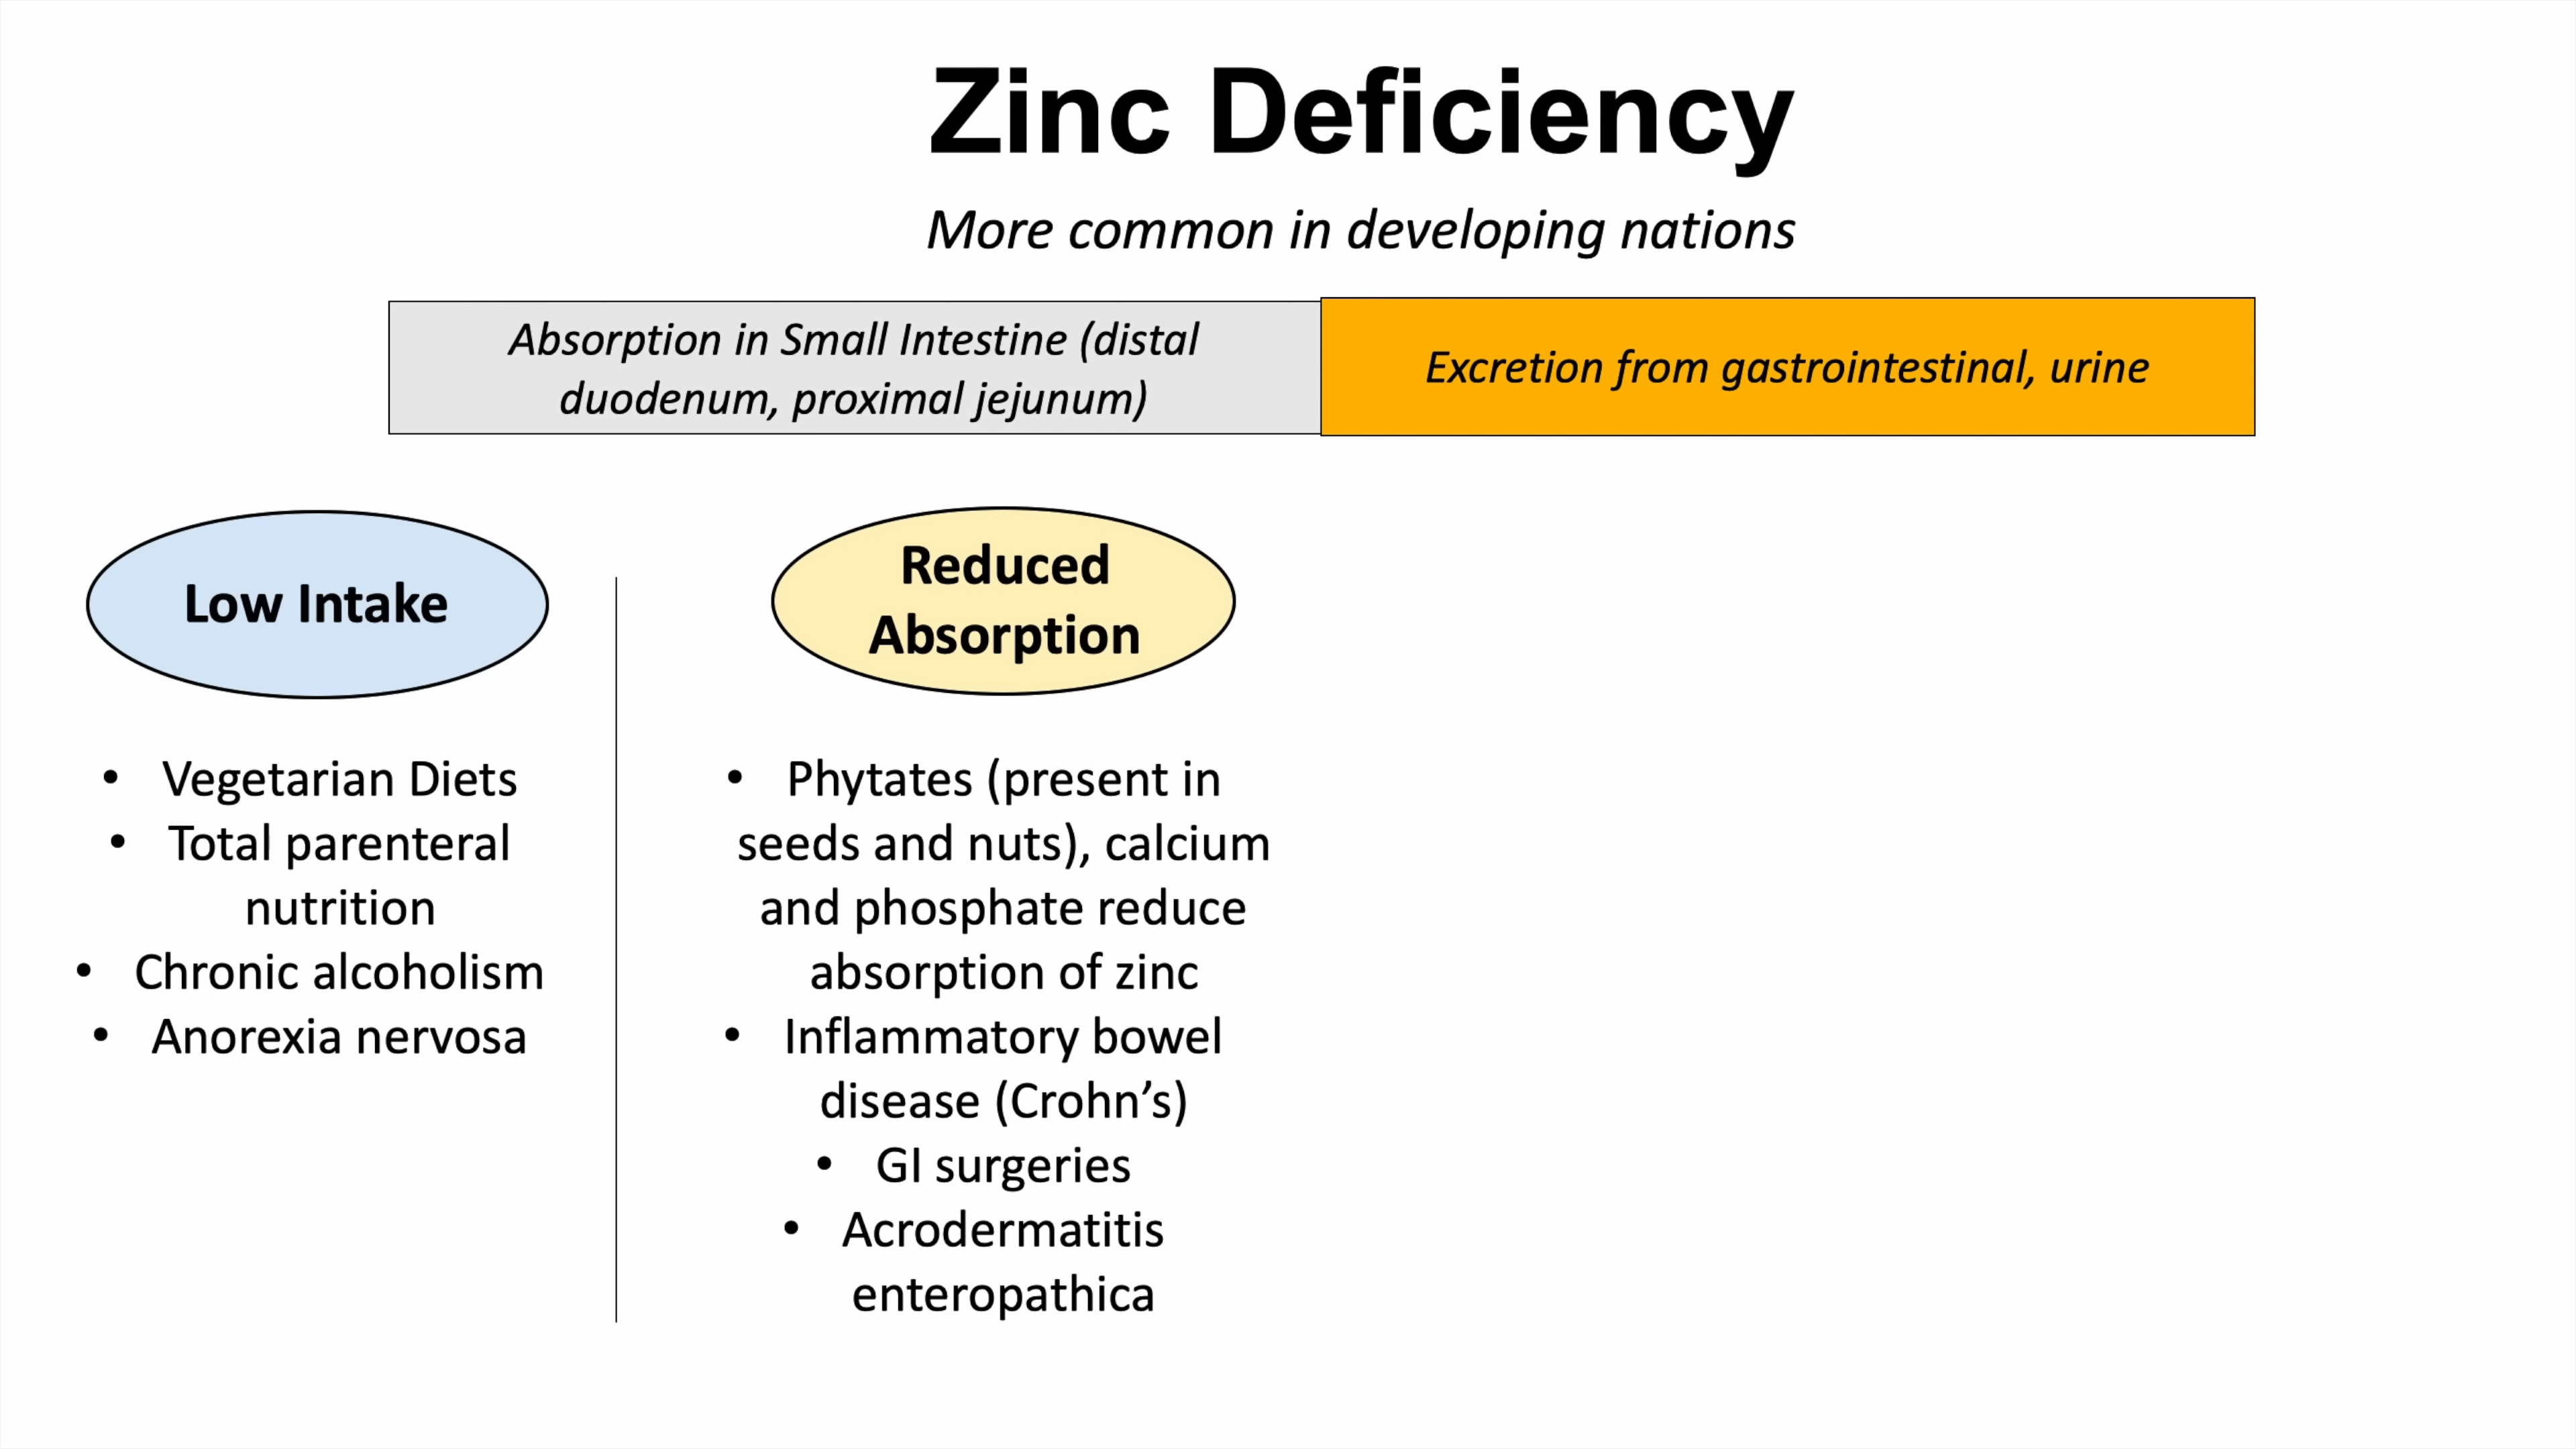 Zinc Deficiency
More common in developing nations
Absorption in Small Intestine (distal
duodenum, proximal jejunum)
Excretion from gastrointestinal, urine
Low Intake
• Vegetarian Diets
• Total parenteral
nutrition
• Chronic alcoholism
• Anorexia nervosa
Reduced
Absorption
• Phytates (present in
seeds and nuts), calcium
and phosphate reduce
absorption of zinc
• Inflammatory bowel
disease (Crohn’s)
• GI surgeries
• Acrodermatitis
enteropathica